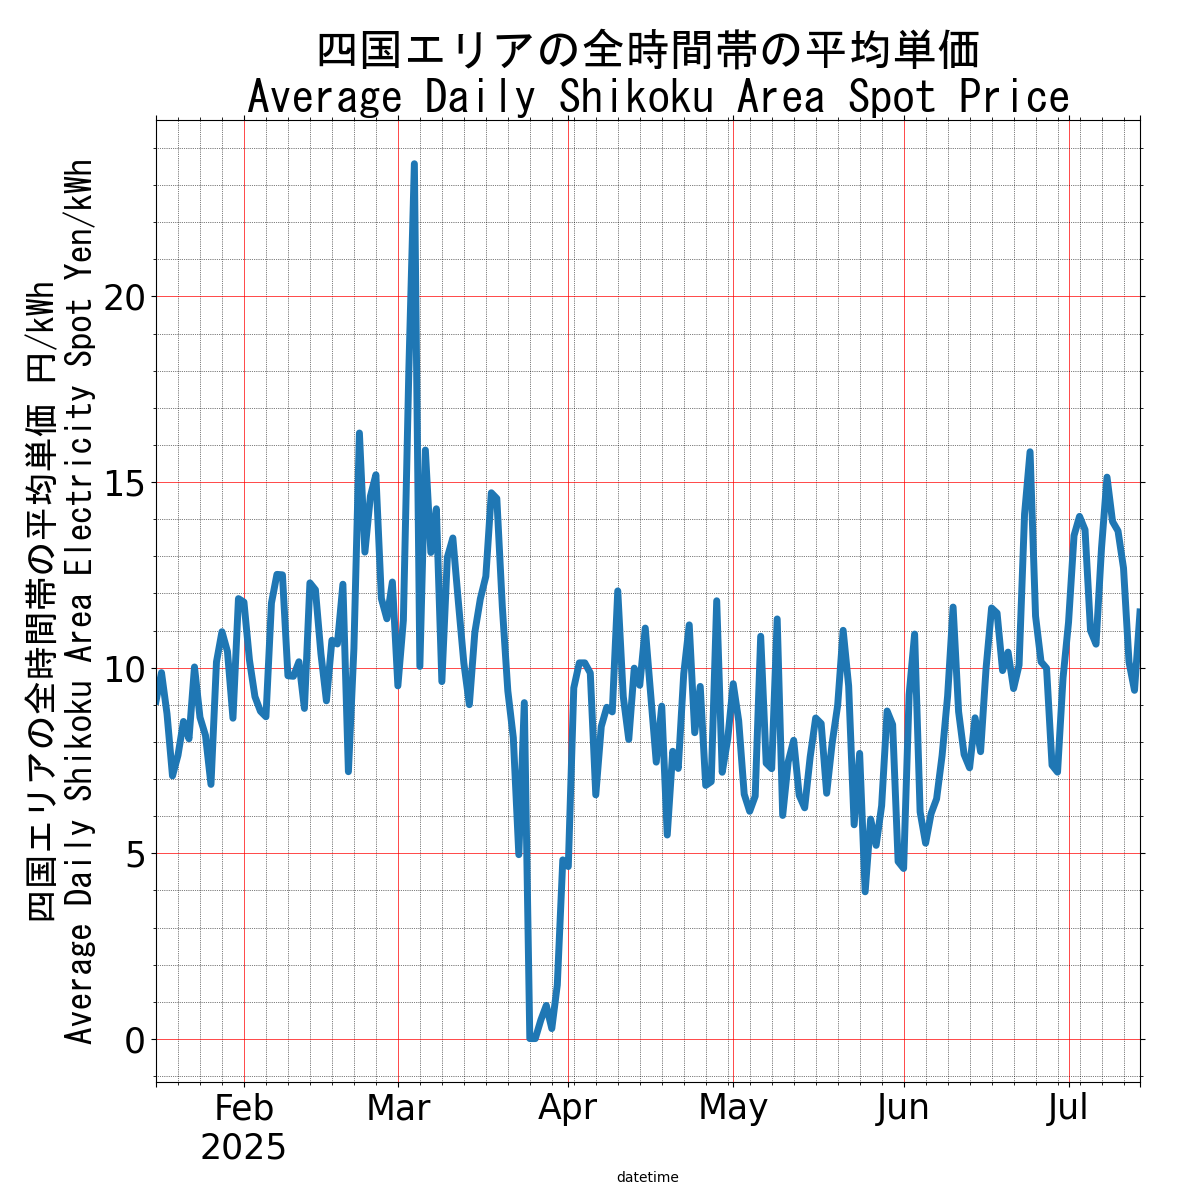 四国エリアの全時間帯の平均単価
Average Daily Shikoku Area Spot Price
四国エリアの全時間帯の平均単価 円/kWh
Average Daily Shikoku Area Electricity Spot Yen/kWh
20
15
10
5
0
Feb
2025
Mar
Apr
May
Jun
Jul
datetime